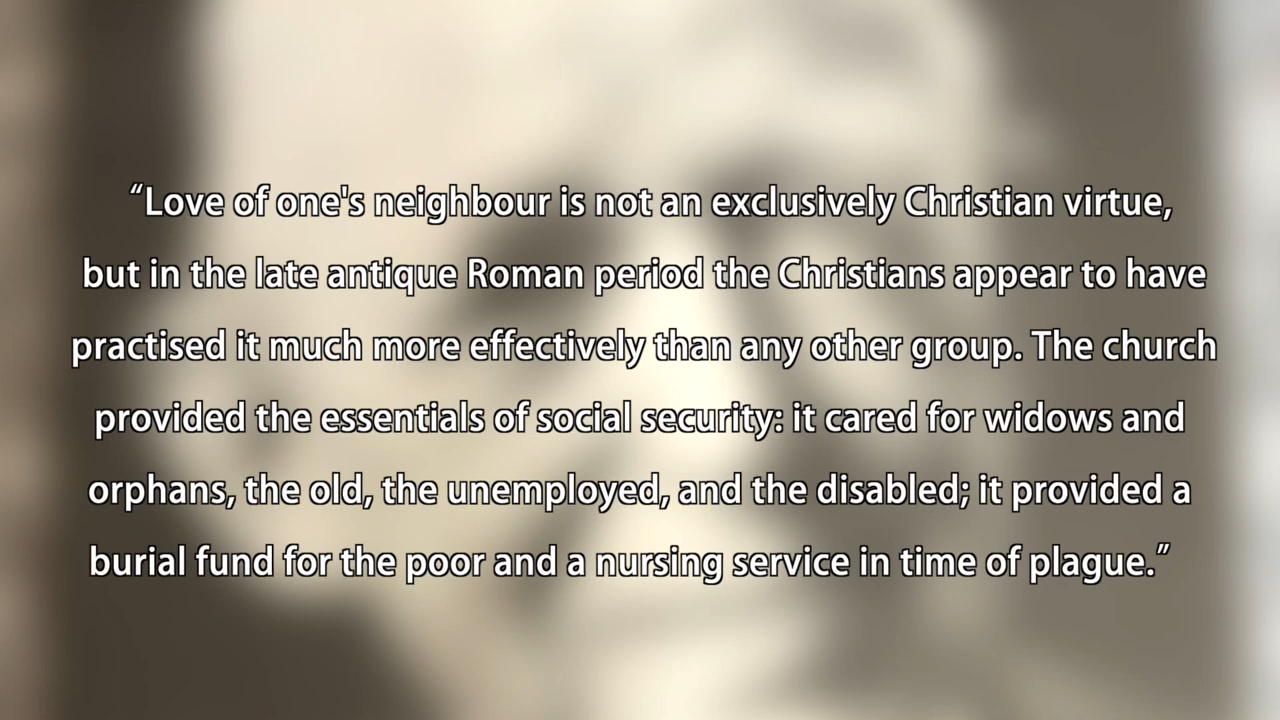 “Love of one's neighbour is not an exclusively Christian virtue,
but in the late antique Roman period the Christians appear to have
practised it much more effectively than any other group. The church
provided the essentials of social security: it cared for widows and
orphans, the old, the unemployed, and the disabled; it provided a
burial fund for the poor and a nursing service in time of plague.”